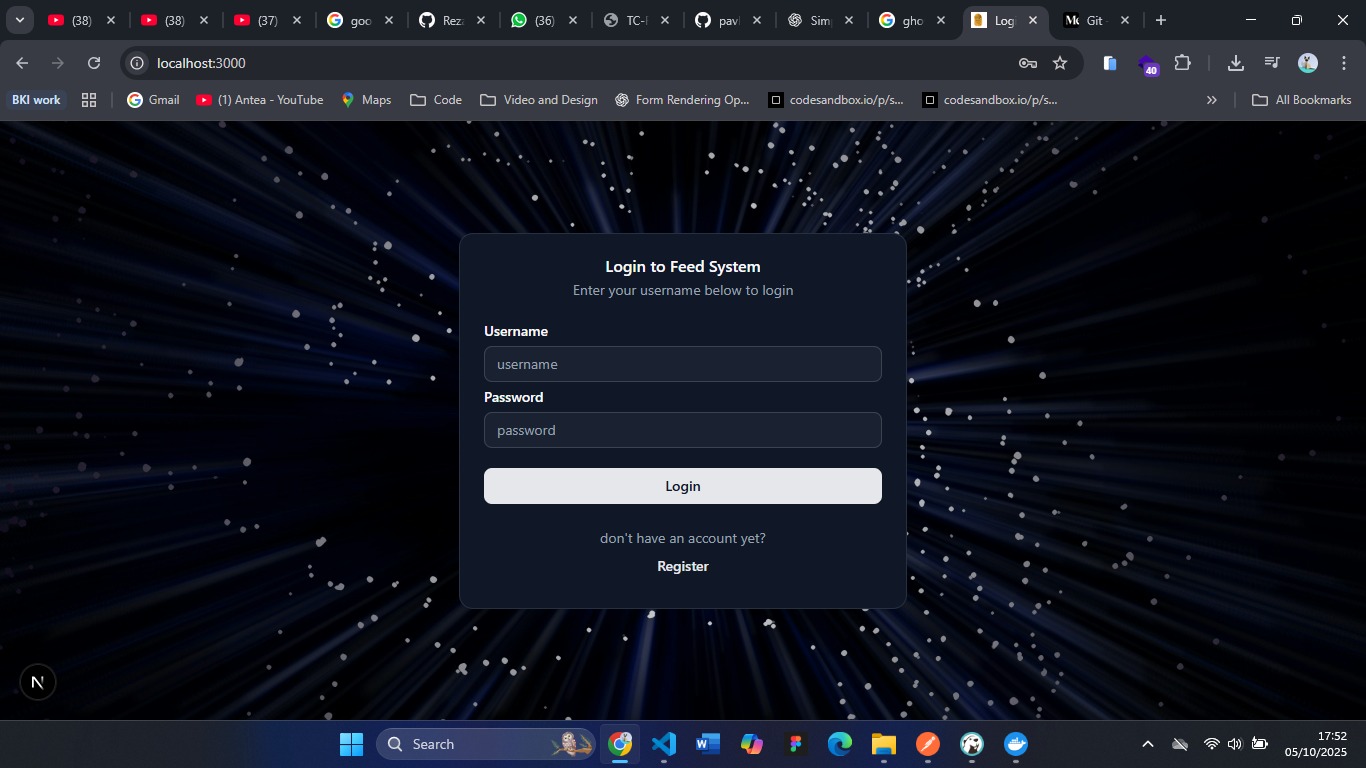 (38)
(38)
(37)
goo
Rez
(36)
TC-
pav
Sim
gho
Log
Git -
localhost:3000
40
BKI work
Gmail
(1) Antea - YouTube
Maps
Code
Video and Design
Form Rendering Op...
codesandbox.io/p/s...
codesandbox.io/p/s...
All Bookmarks
Login to Feed System
Enter your username below to login
Username
username
Password
password
Login
don't have an account yet?
Register
N
Search
17:52
05/10/2025